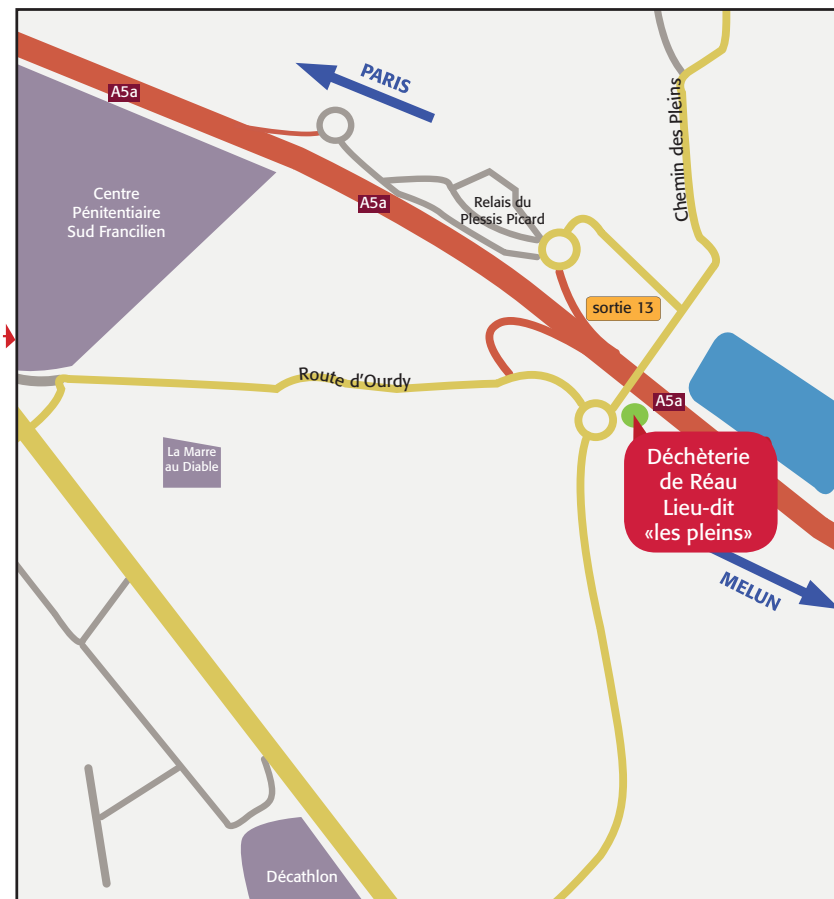 PARIS
A5a
Chemin des Pleins
Centre
Pénitentiaire
Sud Francilien
A5a
Relais du
Plessis Picard
sortie 13
Route d'Ourdy
A5a
La Marre
au Diable
Déchèterie
de Réau
Lieu-dit
«les pleins»
MELUN
Décathlon